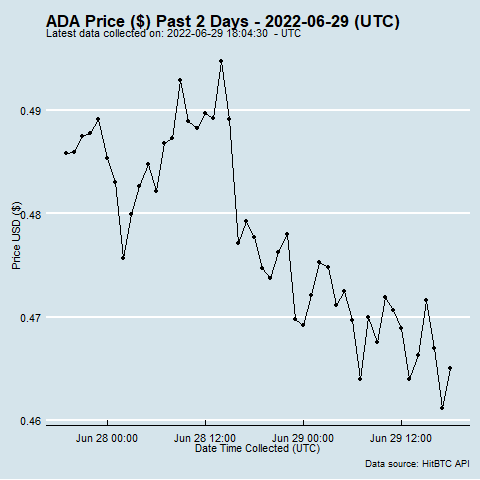 ADA Price ($) Past 2 Days - 2022-06-29 (UTC)
Latest data collected on: 2022-06-29 18:04:30  - UTC
0.49
0.48
0.47
0.46
Price USD ($)
Jun 28 00:00
Jun 28 12:00
Jun 29 00:00
Jun 29 12:00
Date Time Collected (UTC)
Data source: HitBTC API